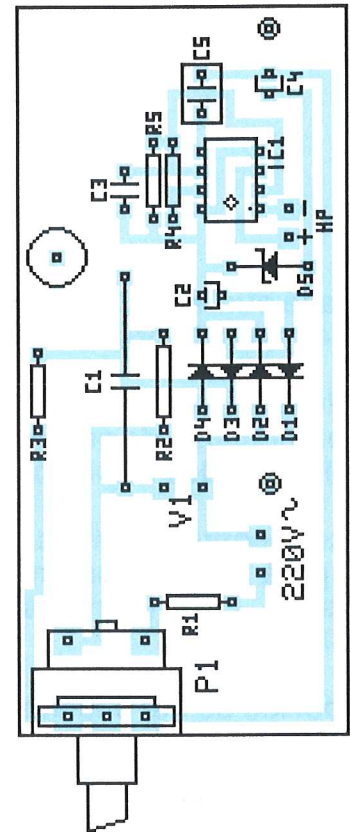 C5
C4
R5
R4
C3
IC1
-
+
HP
D5
C2
C1
R3
R2
D4
D3
D2
D1
V1
220V~
R1
P1